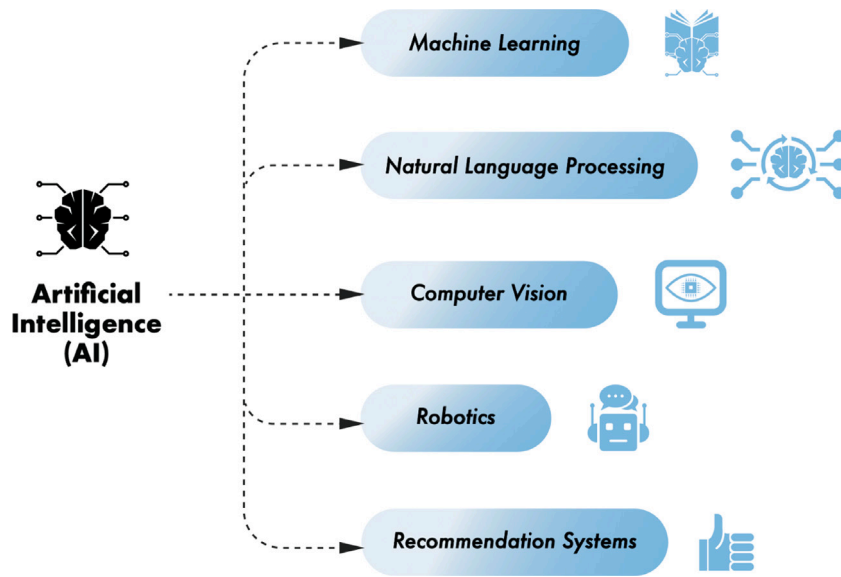 Machine Learning
Natural Language Processing
Artificial
Intelligence
(AI)
Computer Vision
Robotics
Recommendation Systems